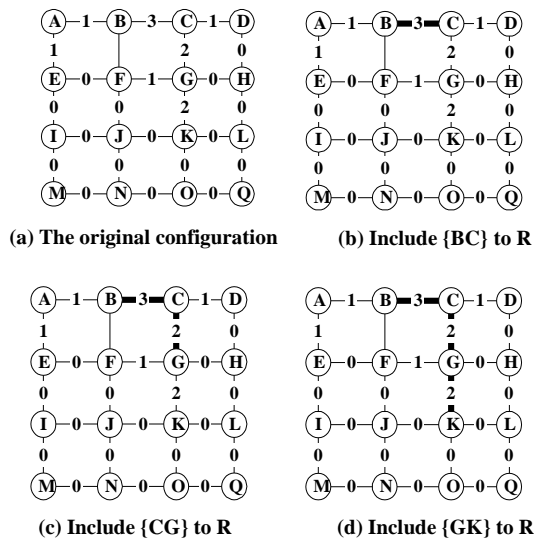 A 1 B 3 C 1 D
1 2 0
E 0 F 1 G 0 H
0 0 2 0
I 0 J 0 K 0 L
0 0 0 0
M 0 N 0 O 0 Q
(a) The original configuration
A 1 B 3 C 1 D
1 2 0
E 0 F 1 G 0 H
0 0 2 0
I 0 J 0 K 0 L
0 0 0 0
M 0 N 0 O 0 Q
(b) Include {BC} to R
A 1 B 3 C 1 D
1 2 0
E 0 F 1 G 0 H
0 0 2 0
I 0 J 0 K 0 L
0 0 0 0
M 0 N 0 O 0 Q
(c) Include {CG} to R
A 1 B 3 C 1 D
1 2 0
E 0 F 1 G 0 H
0 0 2 0
I 0 J 0 K 0 L
0 0 0 0
M 0 N 0 O 0 Q
(d) Include {GK} to R